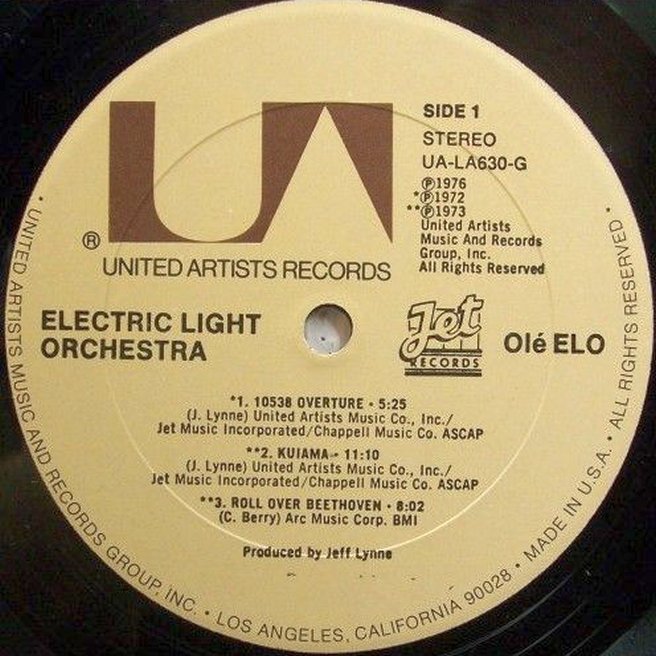 UA
SIDE 1
STEREO
UA-LA630-G
℗1976
*℗1972
**℗1973
United Artists
Music And Records
Group, Inc.
All Rights Reserved
®
UNITED ARTISTS RECORDS
ELECTRIC LIGHT
ORCHESTRA
Jet
RECORDS
Olé ELO
*1. 10538 OVERTURE • 5:25
(J. Lynne) United Artists Music Co., Inc./
Jet Music Incorporated/Chappell Music Co. ASCAP
**2. KUIAMA • 11:10
(J. Lynne) United Artists Music Co., Inc./
Jet Music Incorporated/Chappell Music Co. ASCAP
**3. ROLL OVER BEETHOVEN • 8:02
(C. Berry) Arc Music Corp. BMI
Produced by Jeff Lynne
• UNITED ARTISTS MUSIC AND RECORDS GROUP, INC. • LOS ANGELES, CALIFORNIA 90028 • MADE IN U.S.A. • ALL RIGHTS RESERVED •